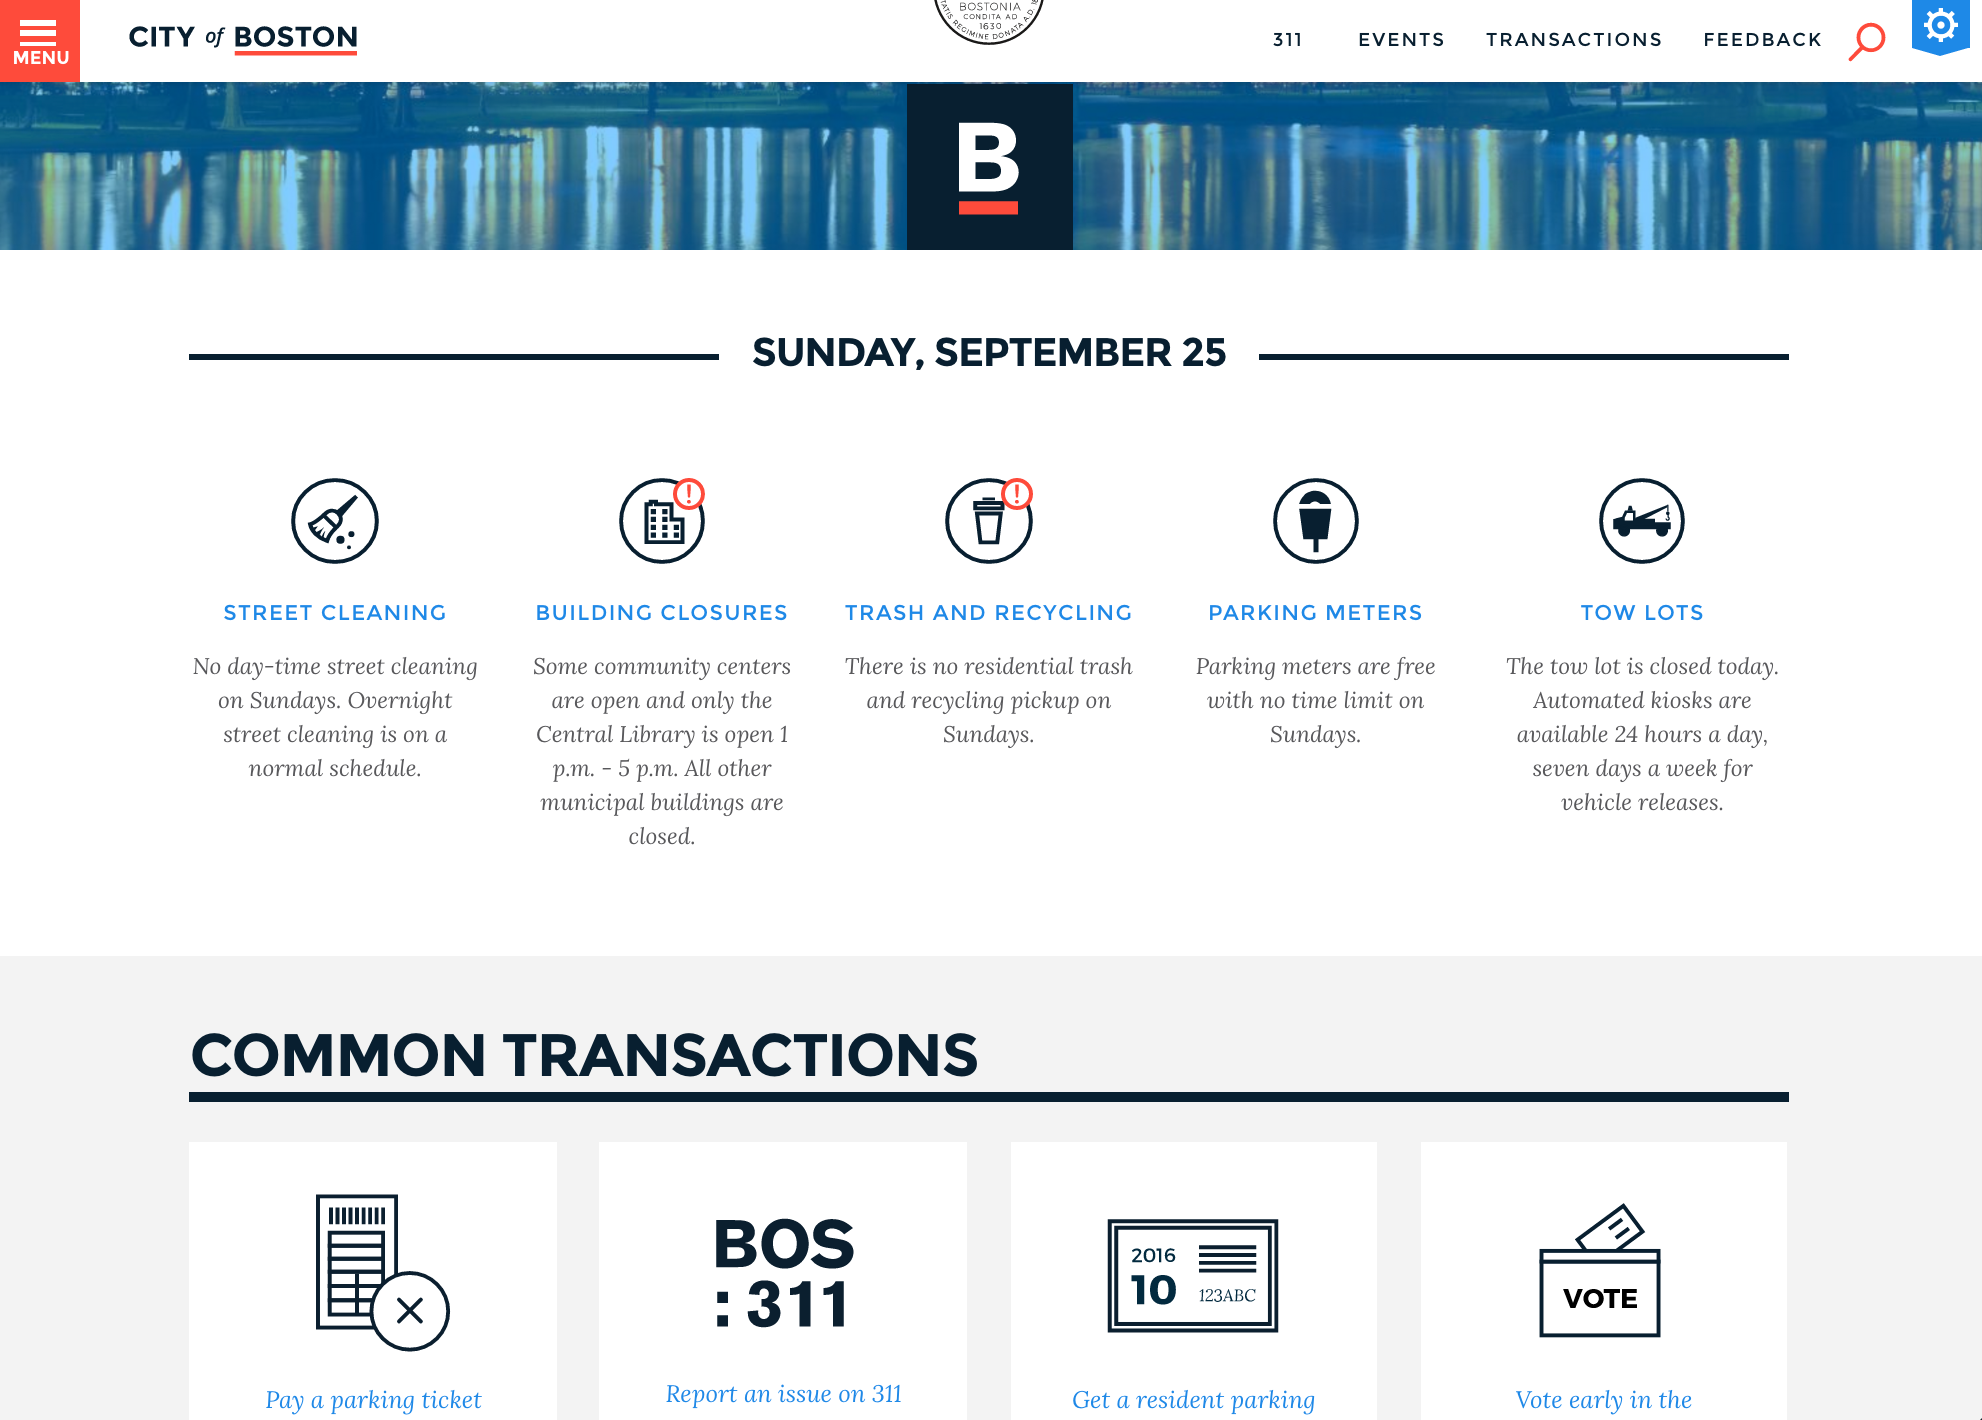 MENU
CITY of BOSTON
BOSTONIA
CONDITA AD
1630
REGIMINE DONATA A.D.
311
EVENTS
TRANSACTIONS
FEEDBACK
B
SUNDAY, SEPTEMBER 25
STREET CLEANING
No day-time street cleaning
on Sundays. Overnight
street cleaning is on a
normal schedule.
BUILDING CLOSURES
Some community centers
are open and only the
Central Library is open 1
p.m. - 5 p.m. All other
municipal buildings are
closed.
TRASH AND RECYCLING
There is no residential trash
and recycling pickup on
Sundays.
PARKING METERS
Parking meters are free
with no time limit on
Sundays.
TOW LOTS
The tow lot is closed today.
Automated kiosks are
available 24 hours a day,
seven days a week for
vehicle releases.
COMMON TRANSACTIONS
Pay a parking ticket
BOS
:311
Report an issue on 311
2016
10
123ABC
Get a resident parking
VOTE
Vote early in the